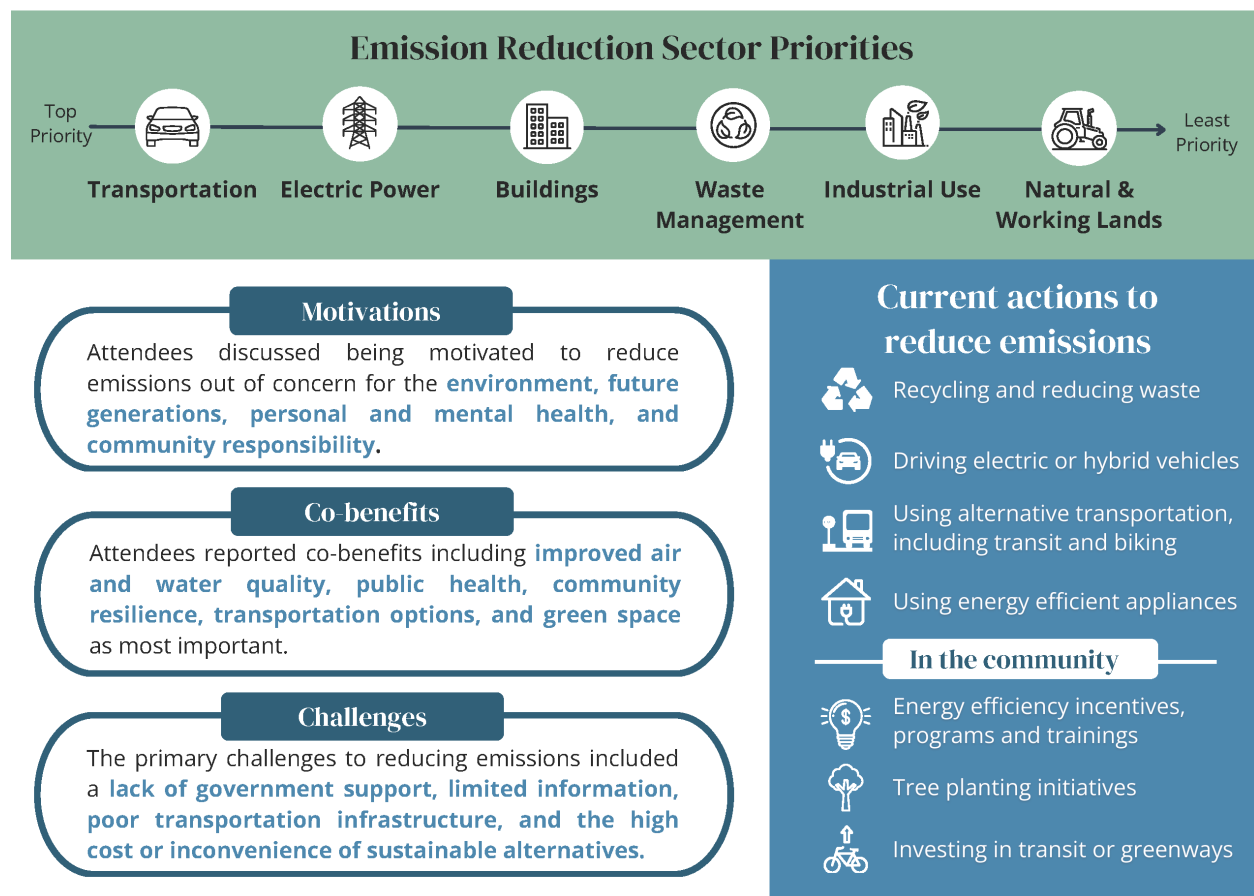 Emission Reduction Sector Priorities
Top
Priority
Transportation
Electric Power
Buildings
Waste
Management
Industrial Use
Natural &
Working Lands
Least
Priority
Motivations
Attendees discussed being motivated to reduce
emissions out of concern for the environment, future
generations, personal and mental health, and
community responsibility.
Co-benefits
Attendees reported co-benefits including improved air
and water quality, public health, community
resilience, transportation options, and green space
as most important.
Challenges
The primary challenges to reducing emissions included
a lack of government support, limited information,
poor transportation infrastructure, and the high
cost or inconvenience of sustainable alternatives.
Current actions to
reduce emissions
Recycling and reducing waste
Driving electric or hybrid vehicles
Using alternative transportation,
including transit and biking
Using energy efficient appliances
In the community
$
Energy efficiency incentives,
programs and trainings
Tree planting initiatives
Investing in transit or greenways